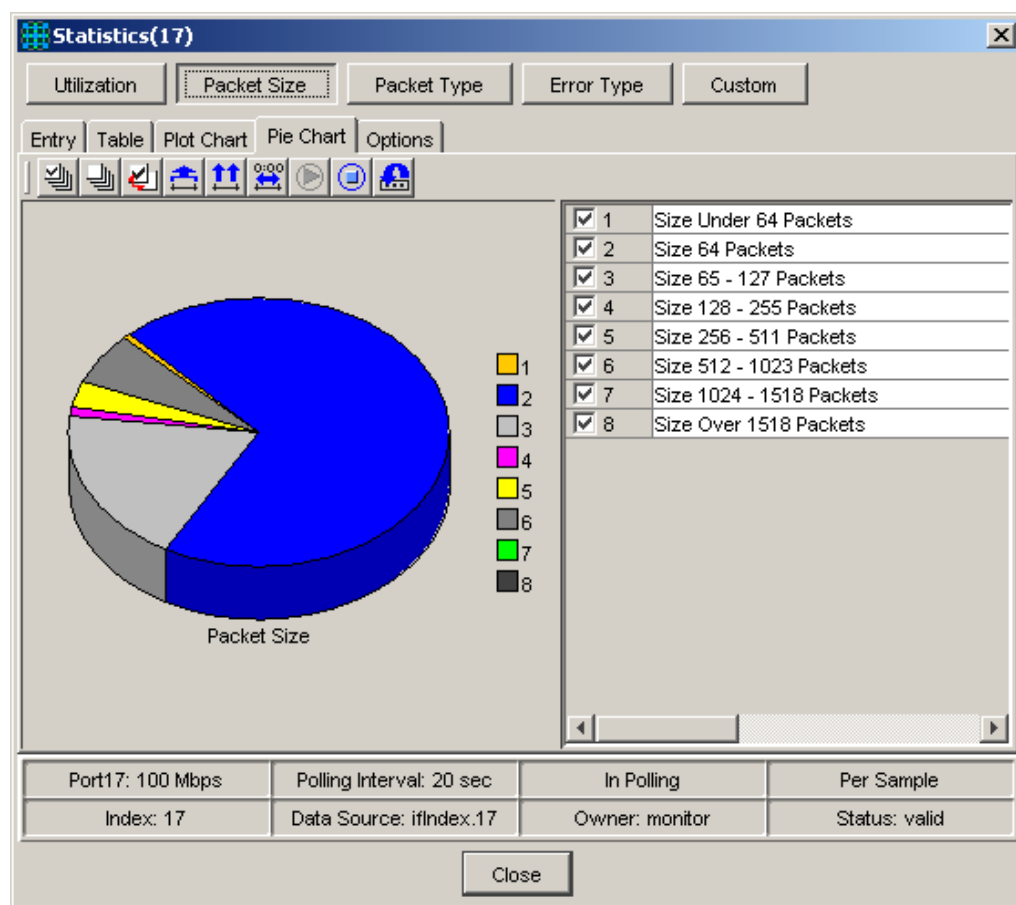 Statistics(17)
Utilization
Packet Size
Packet Type
Error Type
Custom
Entry
Table
Plot Chart
Pie Chart
Options
0:00
1
2
3
4
5
6
7
8
Packet Size
1 Size Under 64 Packets
2 Size 64 Packets
3 Size 65 - 127 Packets
4 Size 128 - 255 Packets
5 Size 256 - 511 Packets
6 Size 512 - 1023 Packets
7 Size 1024 - 1518 Packets
8 Size Over 1518 Packets
Port17: 100 Mbps
Polling Interval: 20 sec
In Polling
Per Sample
Index: 17
Data Source: ifIndex.17
Owner: monitor
Status: valid
Close